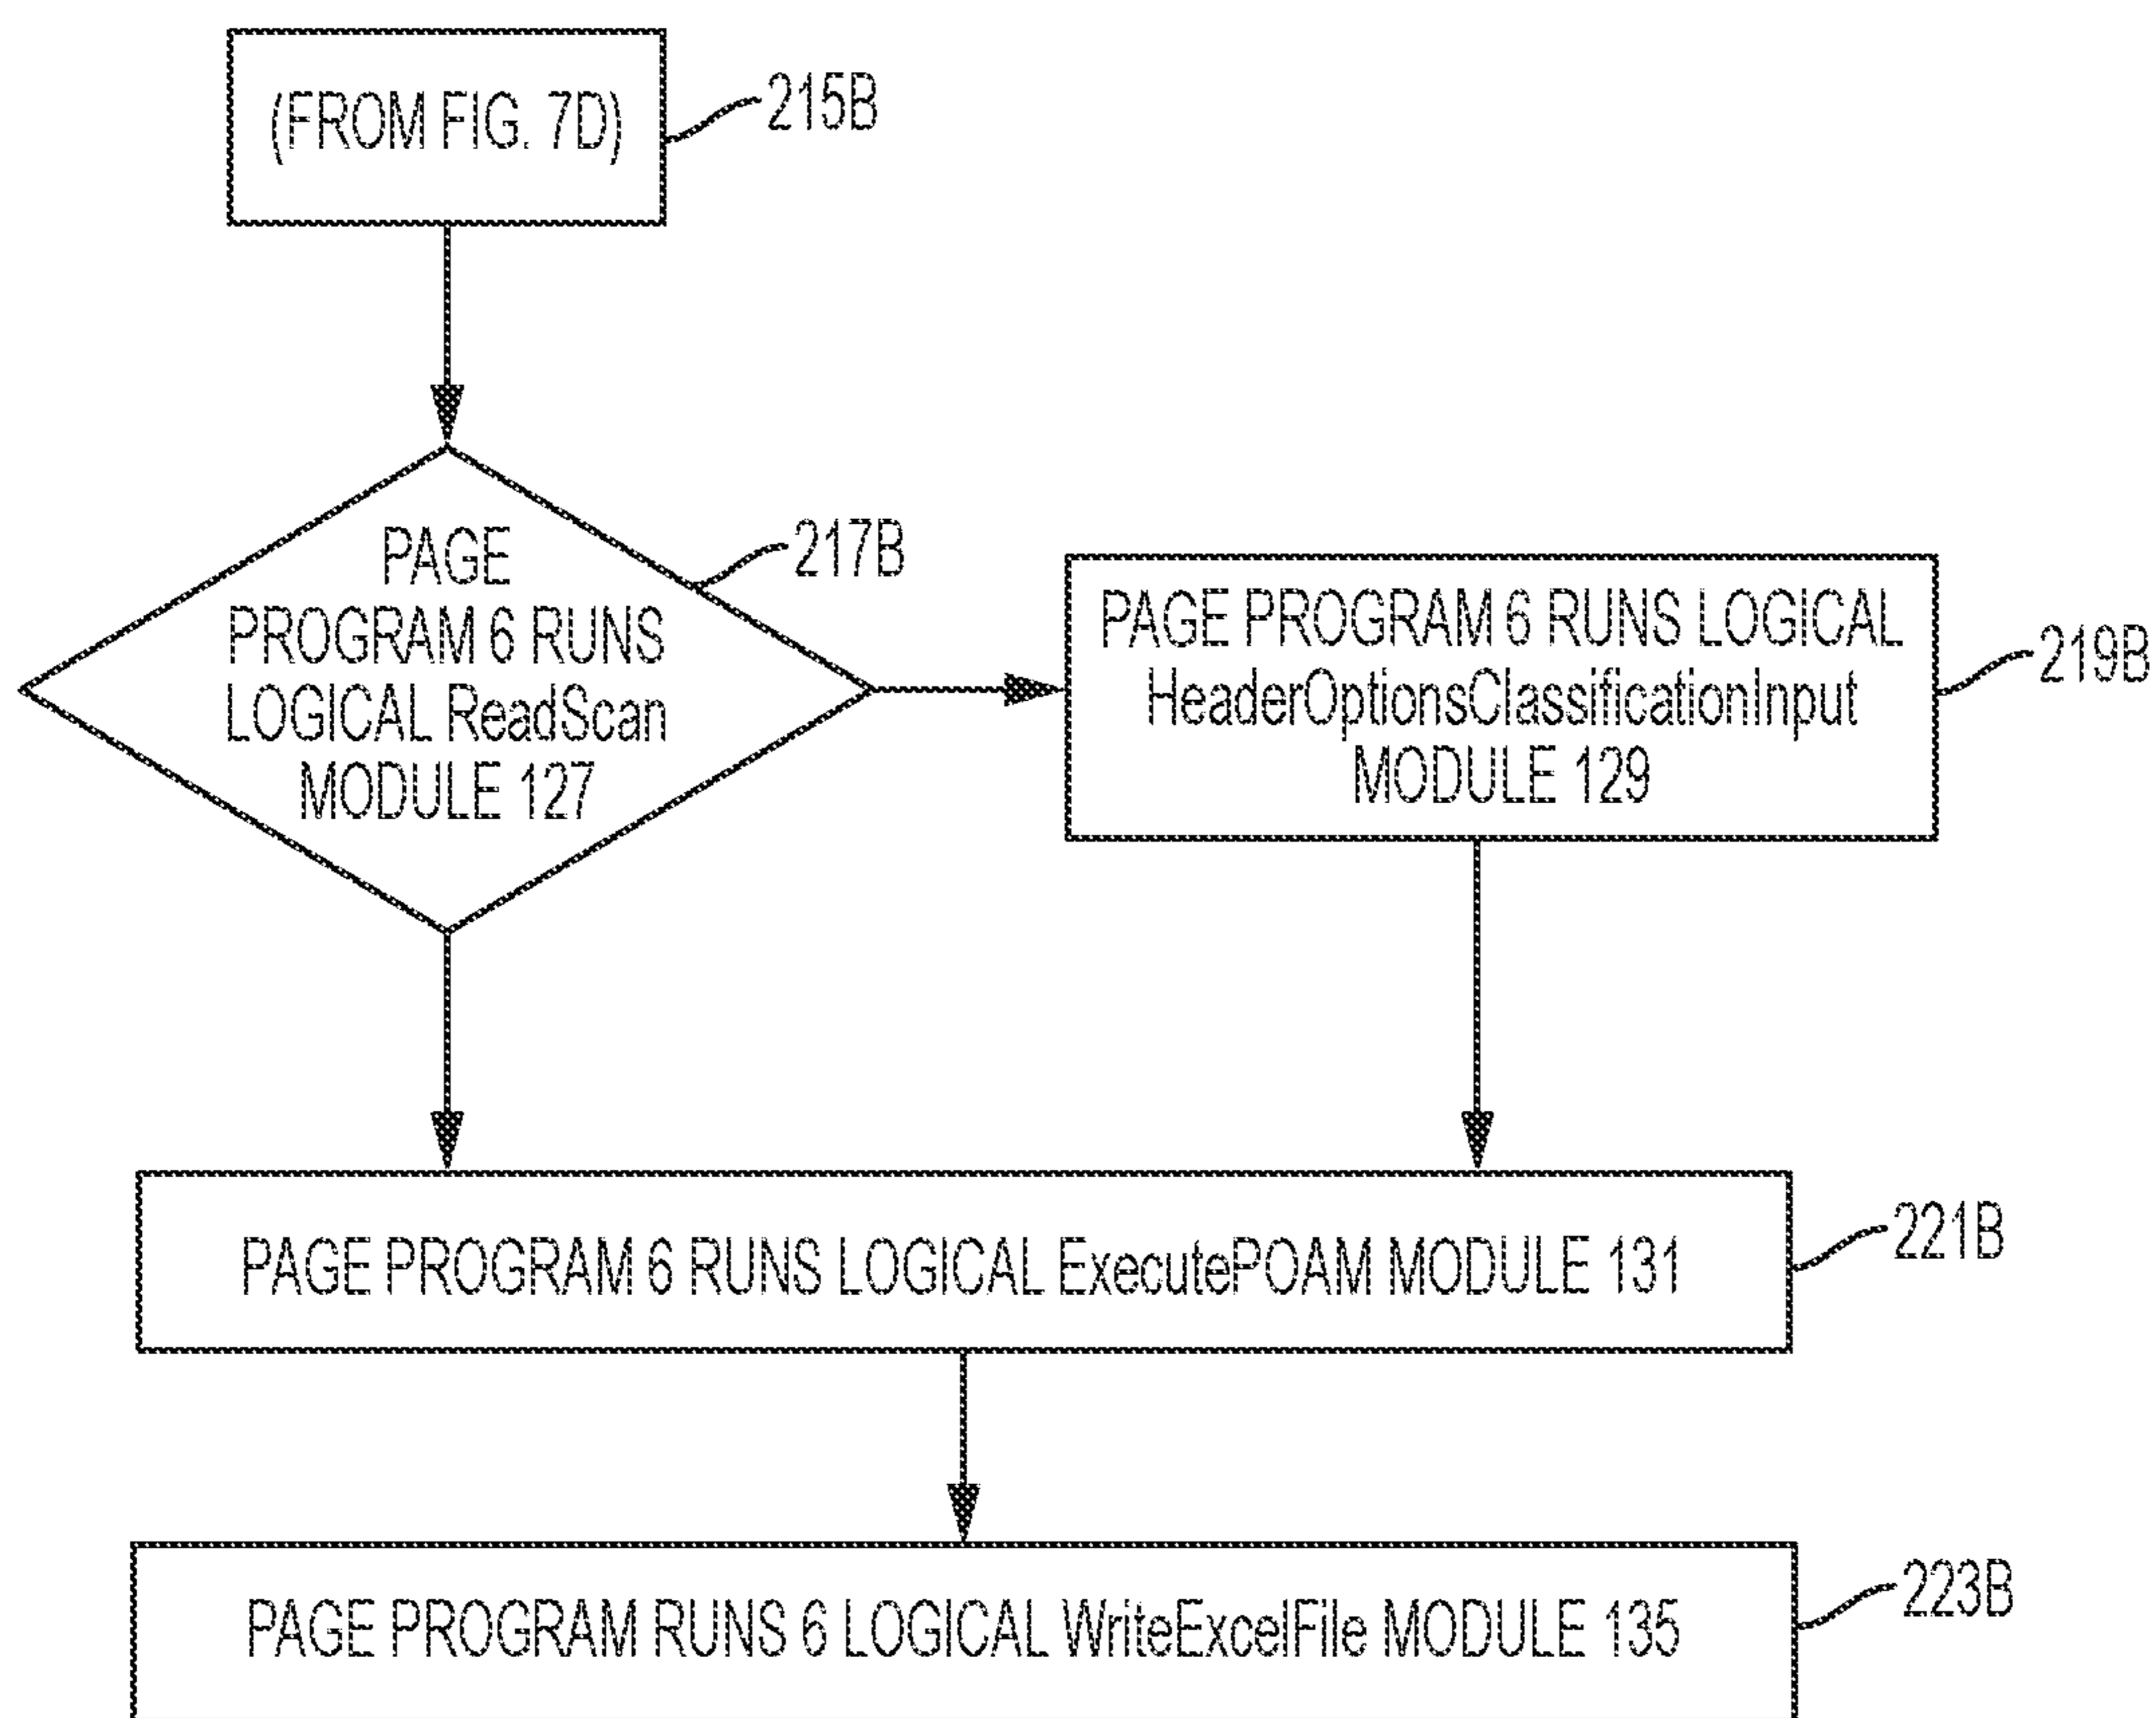 (FROM FIG. 7D)
215B
PAGE
PROGRAM 6 RUNS
LOGICAL ReadScan
MODULE 127
217B
PAGE PROGRAM 6 RUNS LOGICAL
HeaderOptionsClassificationInput
MODULE 129
219B
PAGE PROGRAM 6 RUNS LOGICAL ExecutePOAM MODULE 131
221B
PAGE PROGRAM RUNS 6 LOGICAL WriteExcelFile MODULE 135
223B